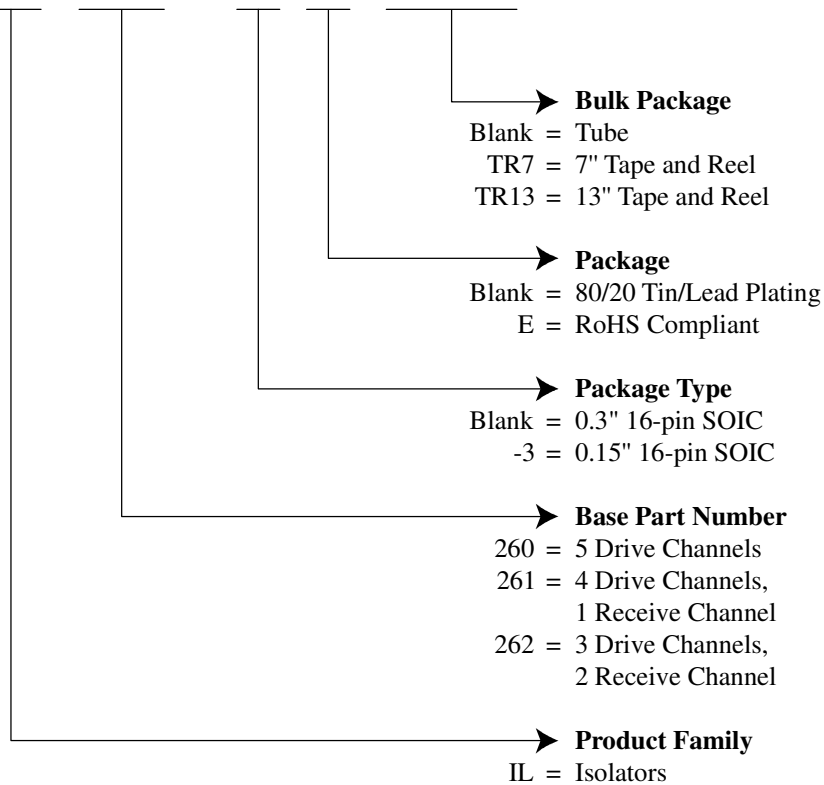 Bulk Package
Blank = Tube
TR7 = 7" Tape and Reel
TR13 = 13" Tape and Reel
Package
Blank = 80/20 Tin/Lead Plating
E = RoHS Compliant
Package Type
Blank = 0.3" 16-pin SOIC
-3 = 0.15" 16-pin SOIC
Base Part Number
260 = 5 Drive Channels
261 = 4 Drive Channels,
1 Receive Channel
262 = 3 Drive Channels,
2 Receive Channel
Product Family
IL = Isolators